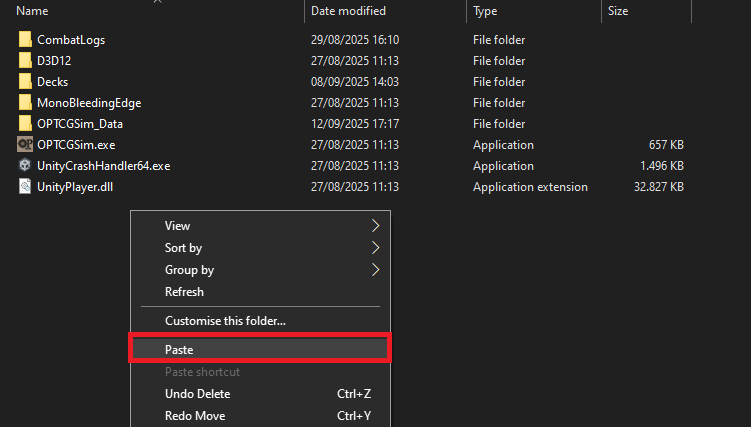 Name Date modified Type Size
CombatLogs 29/08/2025 16:10 File folder
D3D12 27/08/2025 11:13 File folder
Decks 08/09/2025 14:03 File folder
MonoBleedingEdge 27/08/2025 11:13 File folder
OPTCGSim_Data 12/09/2025 17:17 File folder
OPTCGSim.exe 27/08/2025 11:13 Application 657 KB
UnityCrashHandler64.exe 27/08/2025 11:13 Application 1.496 KB
UnityPlayer.dll 27/08/2025 11:13 Application extension 32.827 KB
View
Sort by
Group by
Refresh
Customise this folder...
Paste
Paste shortcut
Undo Delete Ctrl+Z
Redo Move Ctrl+Y